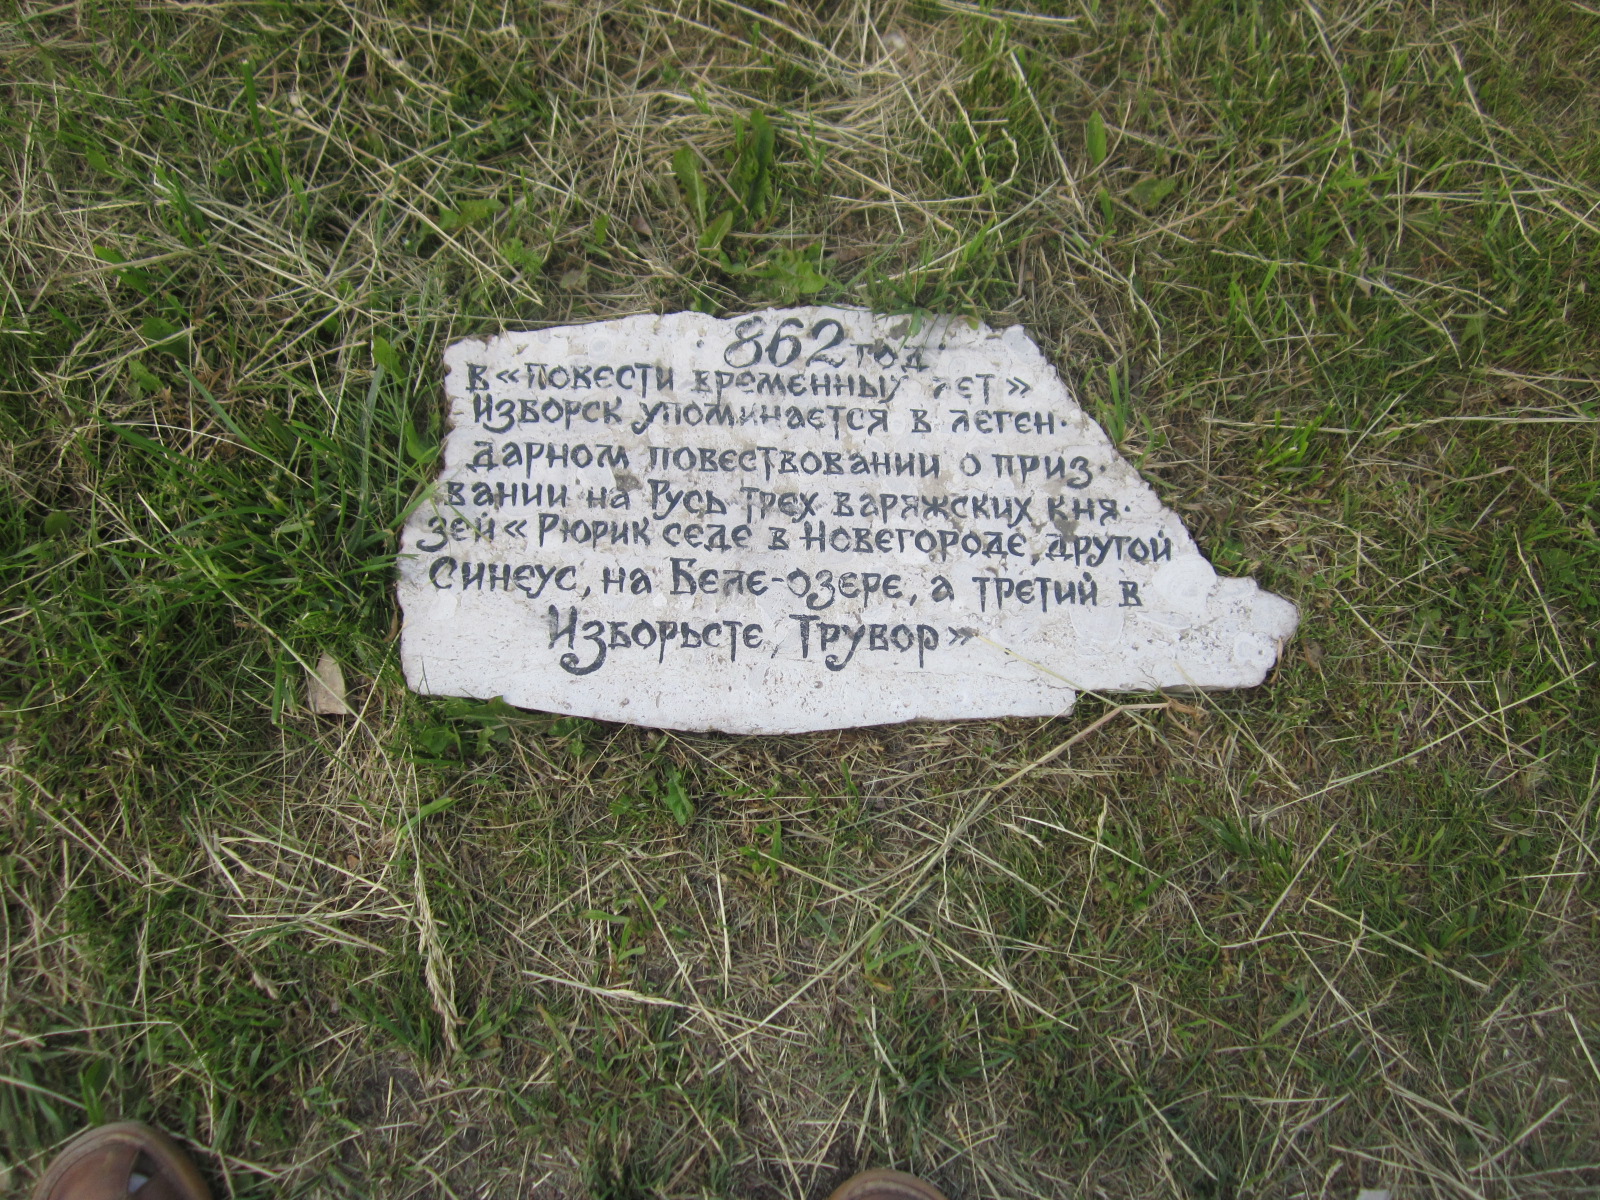 862 год
в «Повести временных лет»
Изборск упоминается в леген-
дарном повествовании о приз-
вании на Русь трех варяжских кня-
зей « Рюрик седе в Новегороде, другой
Синеус, на Беле-озере, а третий в
Изборьсте, Трувор»